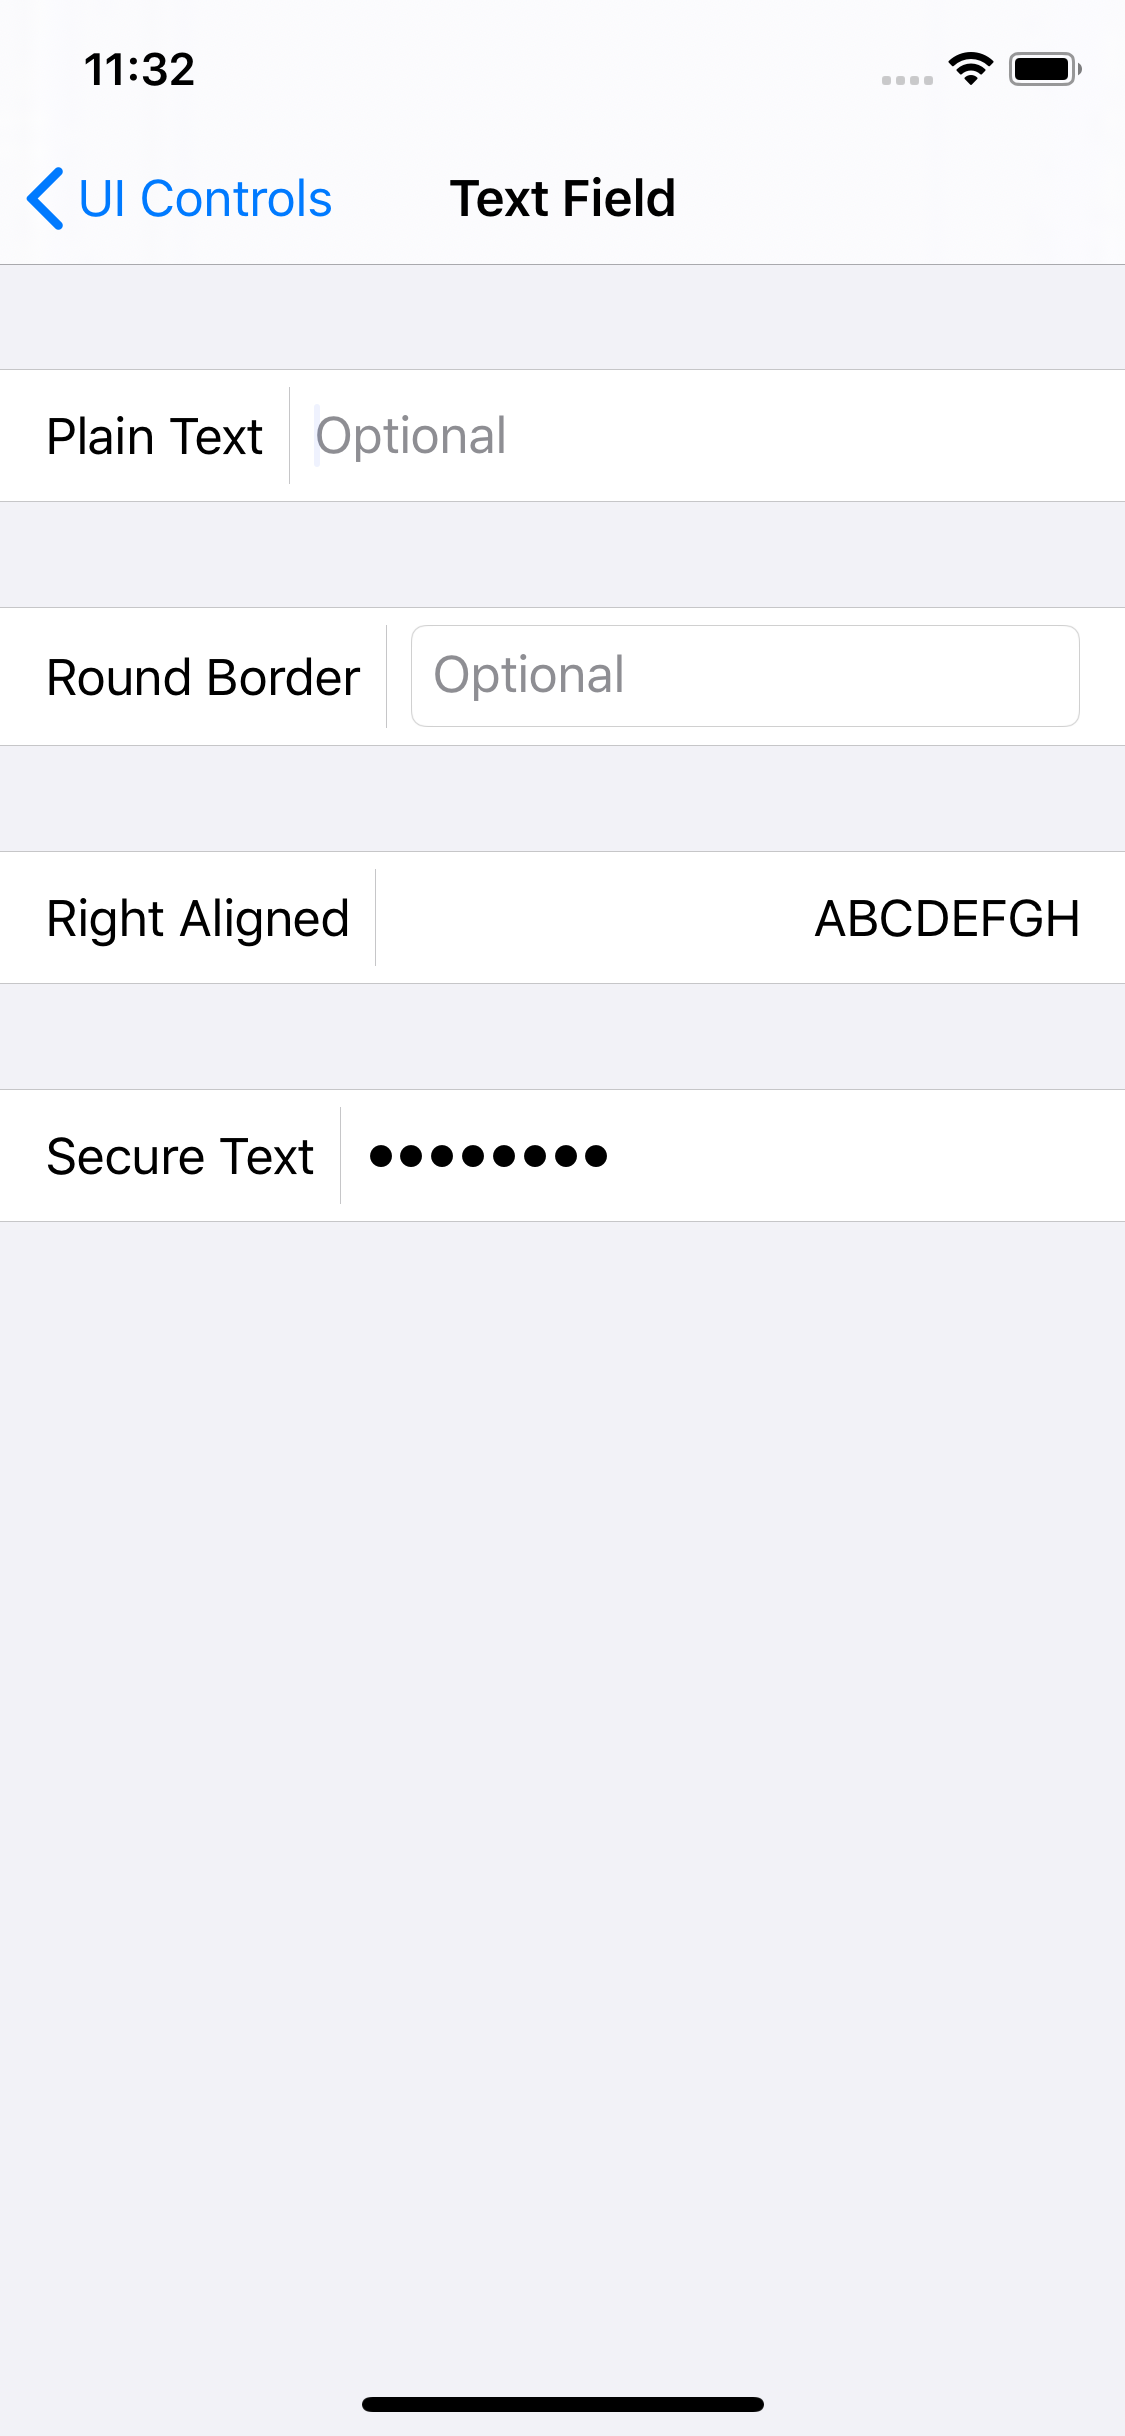 11:32
UI Controls Text Field
Plain Text Optional
Round Border Optional
Right Aligned ABCDEFGH
Secure Text ••••••••